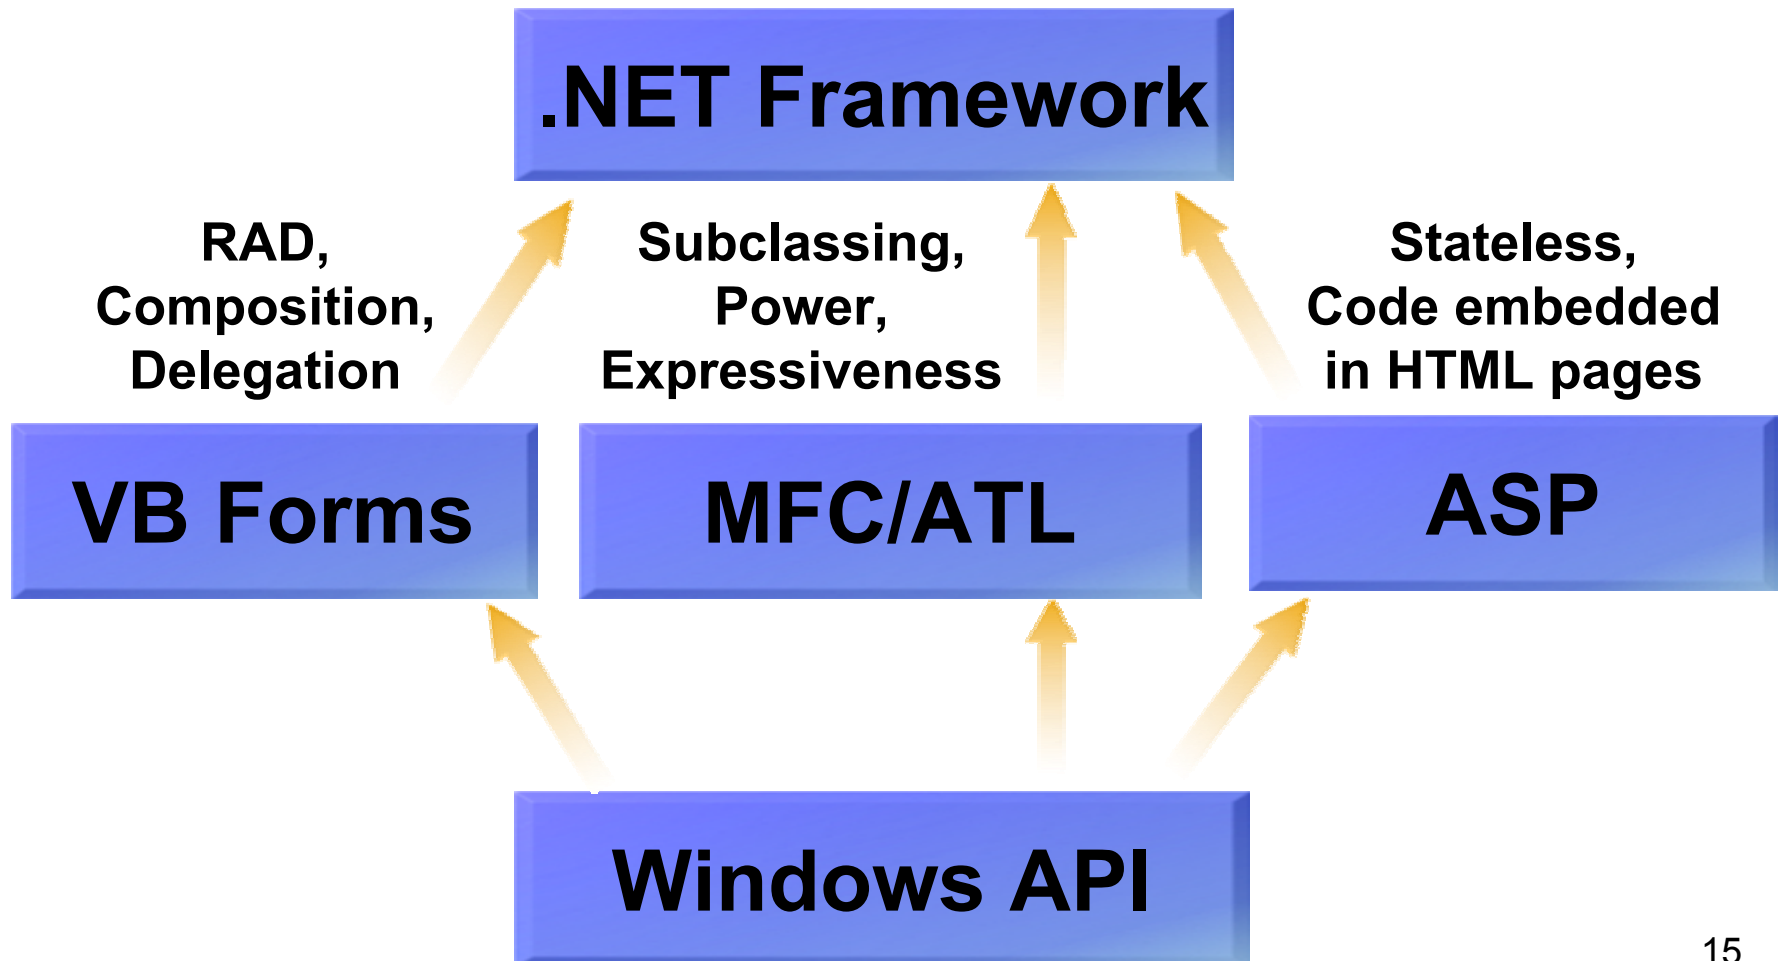 .NET Framework
RAD,
Composition,
Delegation
Subclassing,
Power,
Expressiveness
Stateless,
Code embedded
in HTML pages
VB Forms
MFC/ATL
ASP
Windows API
15